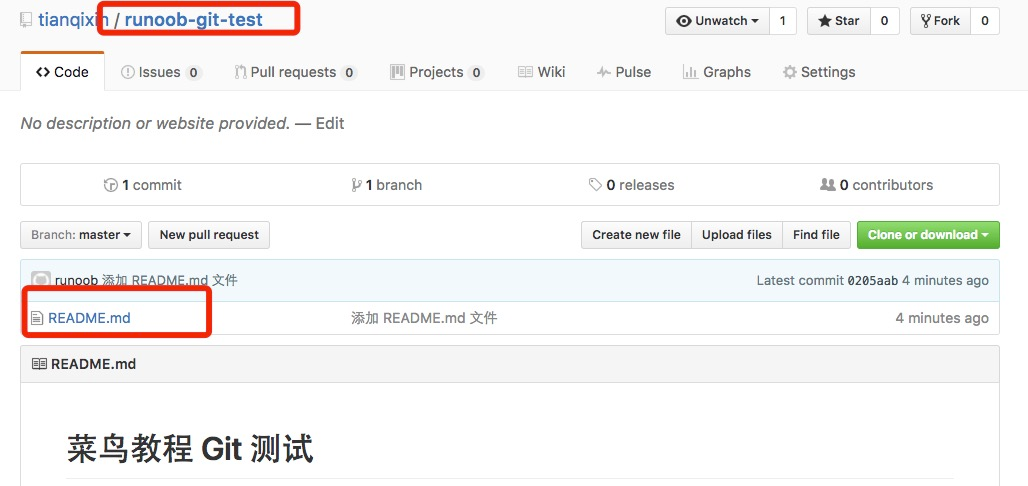 tianqixin / runoob-git-test Unwatch 1 Star 0 Fork 0
Code Issues 0 Pull requests 0 Projects 0 Wiki Pulse Graphs Settings
No description or website provided. — Edit
1 commit 1 branch 0 releases 0 contributors
Branch: master New pull request Create new file Upload files Find file Clone or download
runoob 添加 README.md 文件 Latest commit 0205aab 4 minutes ago
README.md 添加 README.md 文件 4 minutes ago
README.md
菜鸟教程 Git 测试